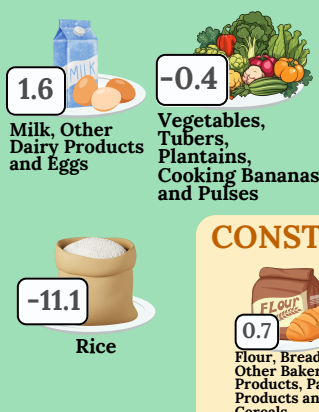 MILK
1.6
Milk, Other
Dairy Products
and Eggs
-0.4
Vegetables,
Tubers,
Plantains,
Cooking Bananas
and Pulses
-11.1
Rice
CONST
FLOUR
0.7
Flour, Bread
Other Baker
Products, Pa
Products an
Cereals